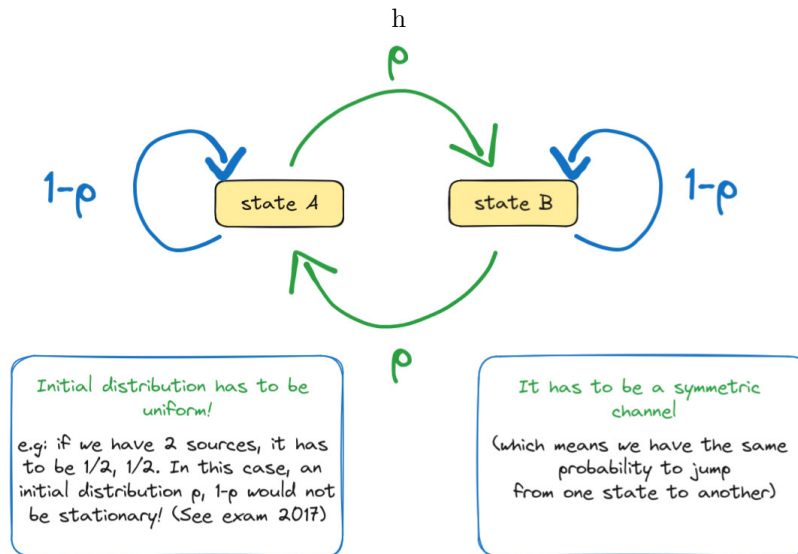 h
ρ
1-ρ
state A
state B
1-ρ
ρ
Initial distribution has to be
uniform!
e.g: if we have 2 sources, it has
to be 1/2, 1/2. In this case, an
initial distribution ρ, 1-ρ would not
be stationary! (See exam 2017)
It has to be a symmetric
channel
(which means we have the same
probability to jump
from one state to another)